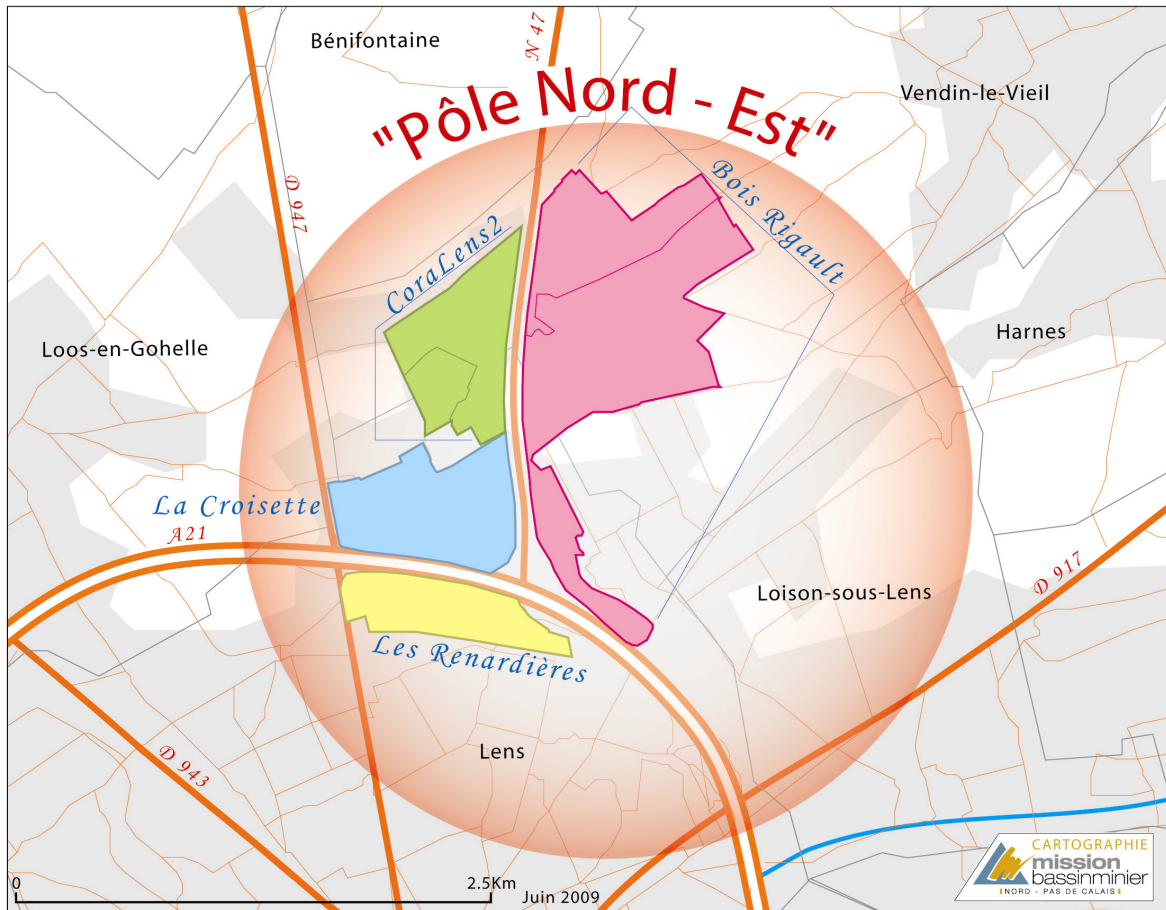 Bénifontaine
N 47
Vendin-le-Vieil
"Pôle Nord - Est"
D 947
Bois Rigault
CoraLens2
Loos-en-Gohelle
Harnes
La Croisette
A21
D 917
Loison-sous-Lens
Les Renardières
Lens
D 943
0
2.5Km
Juin 2009
CARTOGRAPHIE
mission
bassinminier
NORD - PAS DE CALAIS